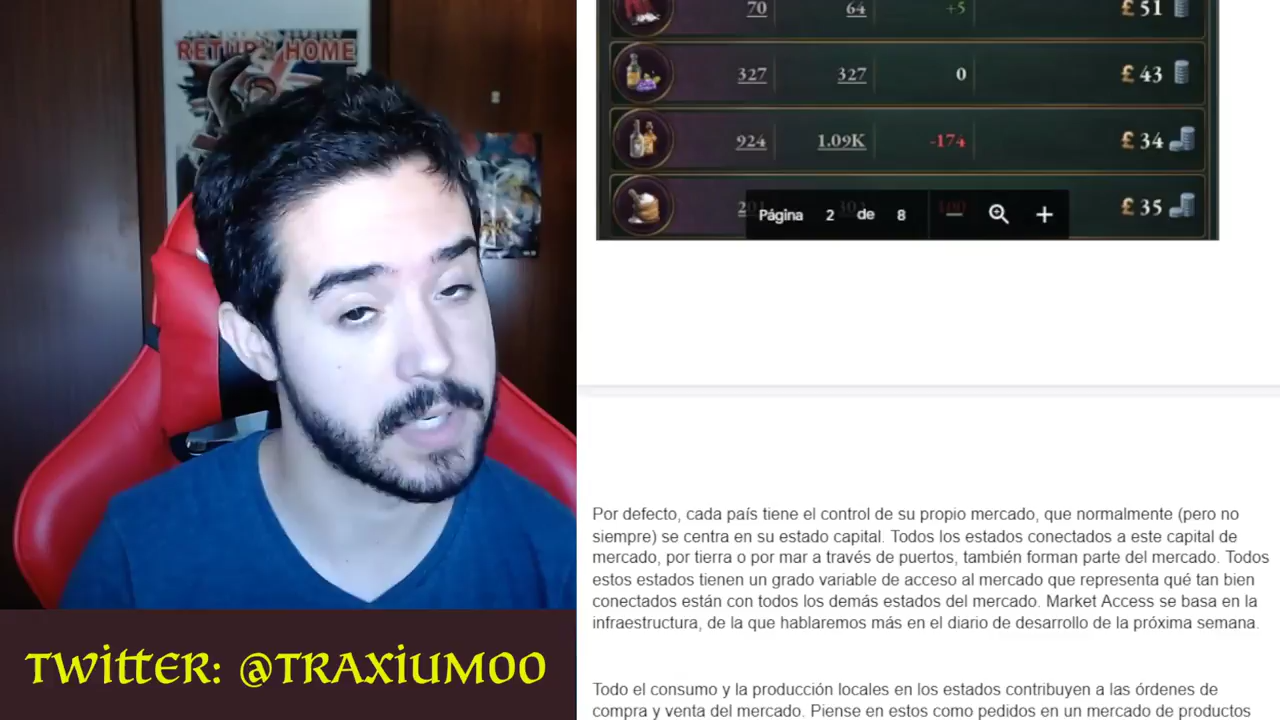 RETURN HOME
70 64 +5 £ 51
327 327 0 £ 43
924 1.09K -174 £ 34
£ 35
Página 2 de 8
Por defecto, cada país tiene el control de su propio mercado, que normalmente (pero no
siempre) se centra en su estado capital. Todos los estados conectados a este capital de
mercado, por tierra o por mar a través de puertos, también forman parte del mercado. Todos
estos estados tienen un grado variable de acceso al mercado que representa qué tan bien
conectados están con todos los demás estados del mercado. Market Access se basa en la
infraestructura, de la que hablaremos más en el diario de desarrollo de la próxima semana.
Todo el consumo y la producción locales en los estados contribuyen a las órdenes de
compra y venta del mercado. Piense en estos como pedidos en un mercado de productos
TWITTER: @TRAXIUM00